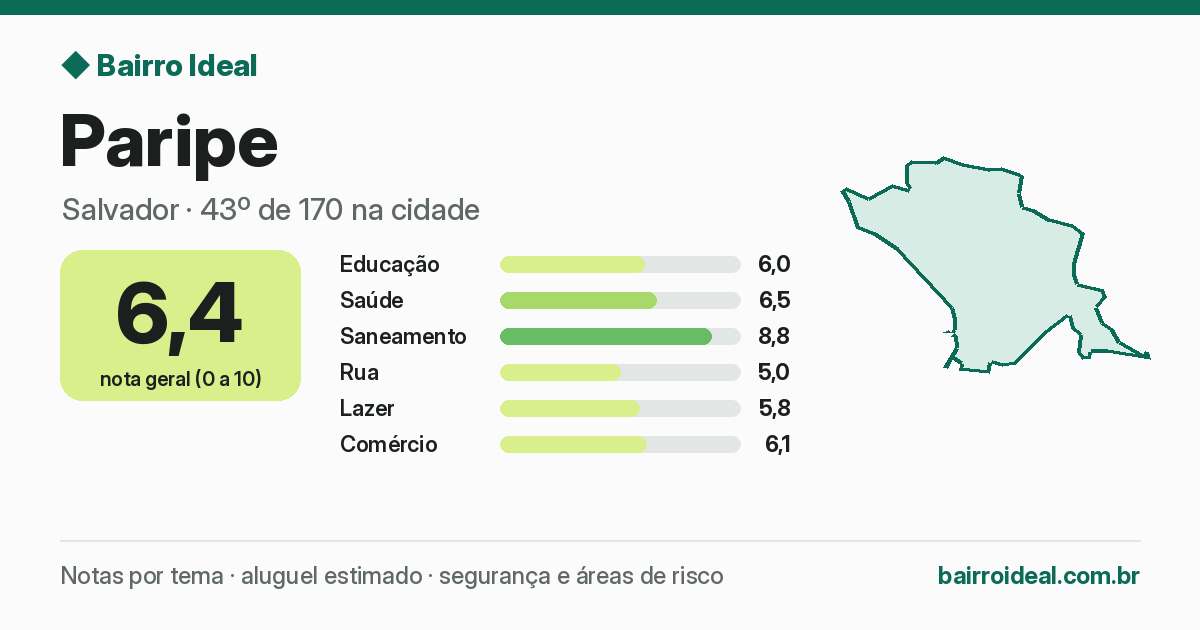 Bairro Ideal
Paripe
Salvador · 43º de 170 na cidade
6,4
nota geral (0 a 10)
Educação 6,0
Saúde 6,5
Saneamento 8,8
Rua 5,0
Lazer 5,8
Comércio 6,1
Notas por tema · aluguel estimado · segurança e áreas de risco
bairroideal.com.br